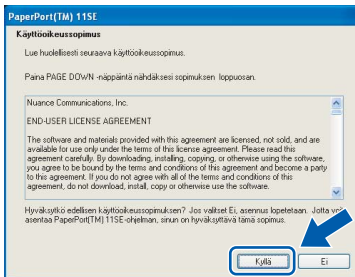 PaperPort(TM) 11SE
Käyttöoikeussopimus
Lue huolellisesti seuraava käyttöoikeussopimus.
Paina PAGE DOWN -näppäintä nähdäksesi sopimuksen loppuosan.
Nuance Communications, Inc.
END-USER LICENSE AGREEMENT
The software and materials provided with this agreement are licensed, not sold, and are
available for use only under the terms of this license agreement. Please read this
agreement carefully. By downloading, installing, copying, or otherwise using the software,
you agree to be bound by the terms and conditions of this agreement and become a party
to this agreement. If you do not agree with all of the terms and conditions of this
agreement, do not download, install, copy or otherwise use the software.
Hyväksytkö edellisen käyttöoikeussopimuksen? Jos valitset Ei, asennus lopetetaan. Jotta
asentaa PaperPort(TM) 11SE-ohjelman, sinun on hyväksyttävä tämä sopimus.
Kyllä
Ei